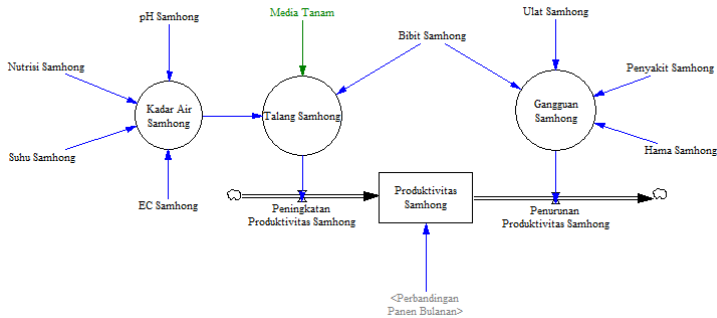 pH Samhong
Media Tanam
Ulat Samhong
Bibit Samhong
Nutrisi Samhong
Penyakit Samhong
Kadar Air
Samhong
Talang Samhong
Gangguan
Samhong
Suhu Samhong
Hama Samhong
EC Samhong
Produktivitas
Samhong
Peningkatan
Produktivitas Samhong
Penurunan
Produktivitas Samhong
<Perbandingan
Panen Bulanan>